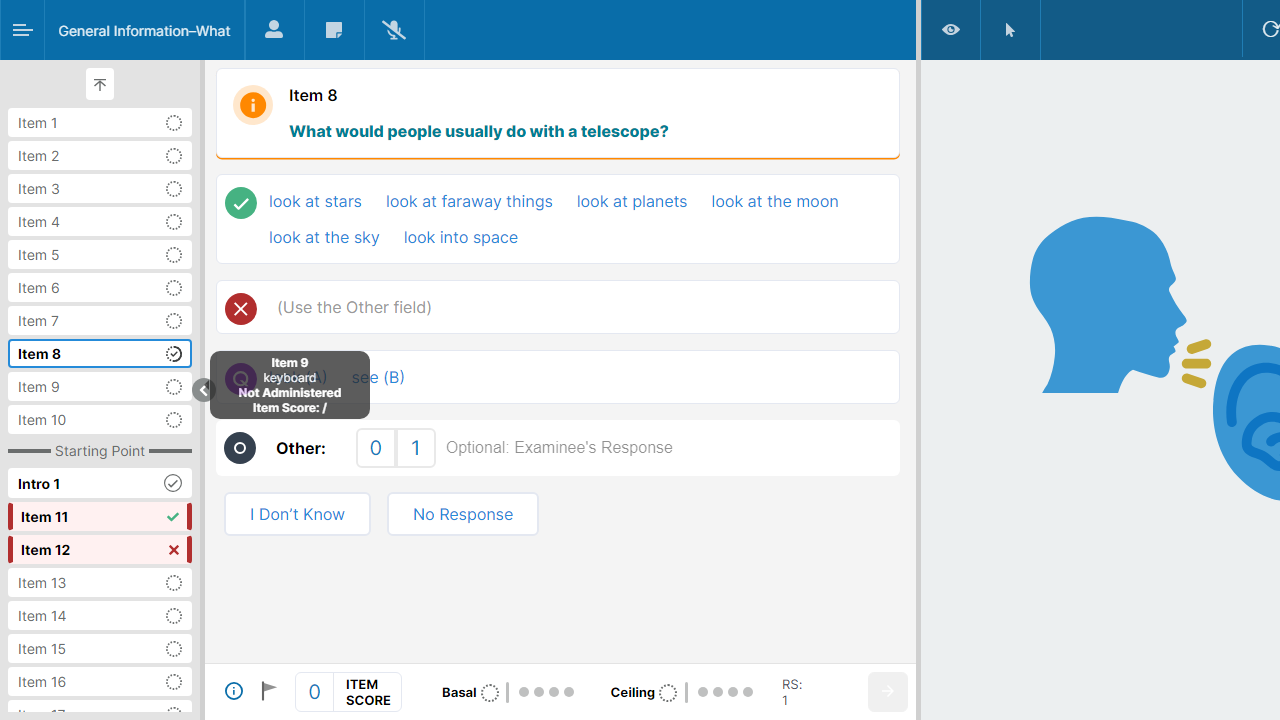 General Information–What
Item 1
Item 2
Item 3
Item 4
Item 5
Item 6
Item 7
Item 8
Item 9
Item 10
Starting Point
Intro 1
Item 11
Item 12
Item 13
Item 14
Item 15
Item 16
Item 8
What would people usually do with a telescope?
look at stars look at faraway things look at planets look at the moon
look at the sky look into space
(Use the Other field)
see (B)
Item 9
keyboard
Not Administered
Item Score: /
Other: 0 1 Optional: Examinee's Response
I Don't Know No Response
0 ITEM SCORE Basal Ceiling RS: 1